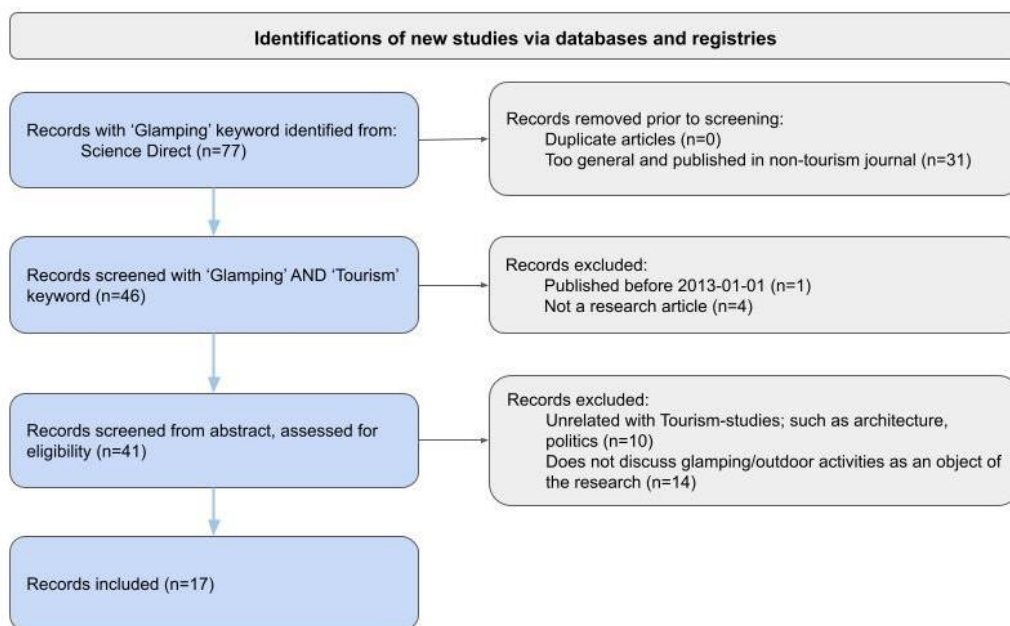 Identifications of new studies via databases and registries
Records with ‘Glamping’ keyword identified from:
Science Direct (n=77)
Records removed prior to screening:
Duplicate articles (n=0)
Too general and published in non-tourism journal (n=31)
Records screened with ‘Glamping’ AND ‘Tourism’
keyword (n=46)
Records excluded:
Published before 2013-01-01 (n=1)
Not a research article (n=4)
Records screened from abstract, assessed for
eligibility (n=41)
Records excluded:
Unrelated with Tourism-studies; such as architecture,
politics (n=10)
Does not discuss glamping/outdoor activities as an object of
the research (n=14)
Records included (n=17)